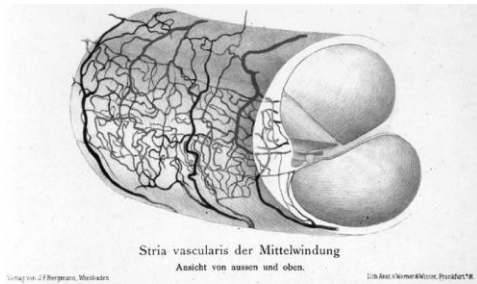 Stria vascularis der Mittelwindung
Ansicht von aussen und oben.
Verlag von J. F. Bergmann, Wiesbaden.
Lith. Anst. v. Werner & Winter, Frankfurt a/M.